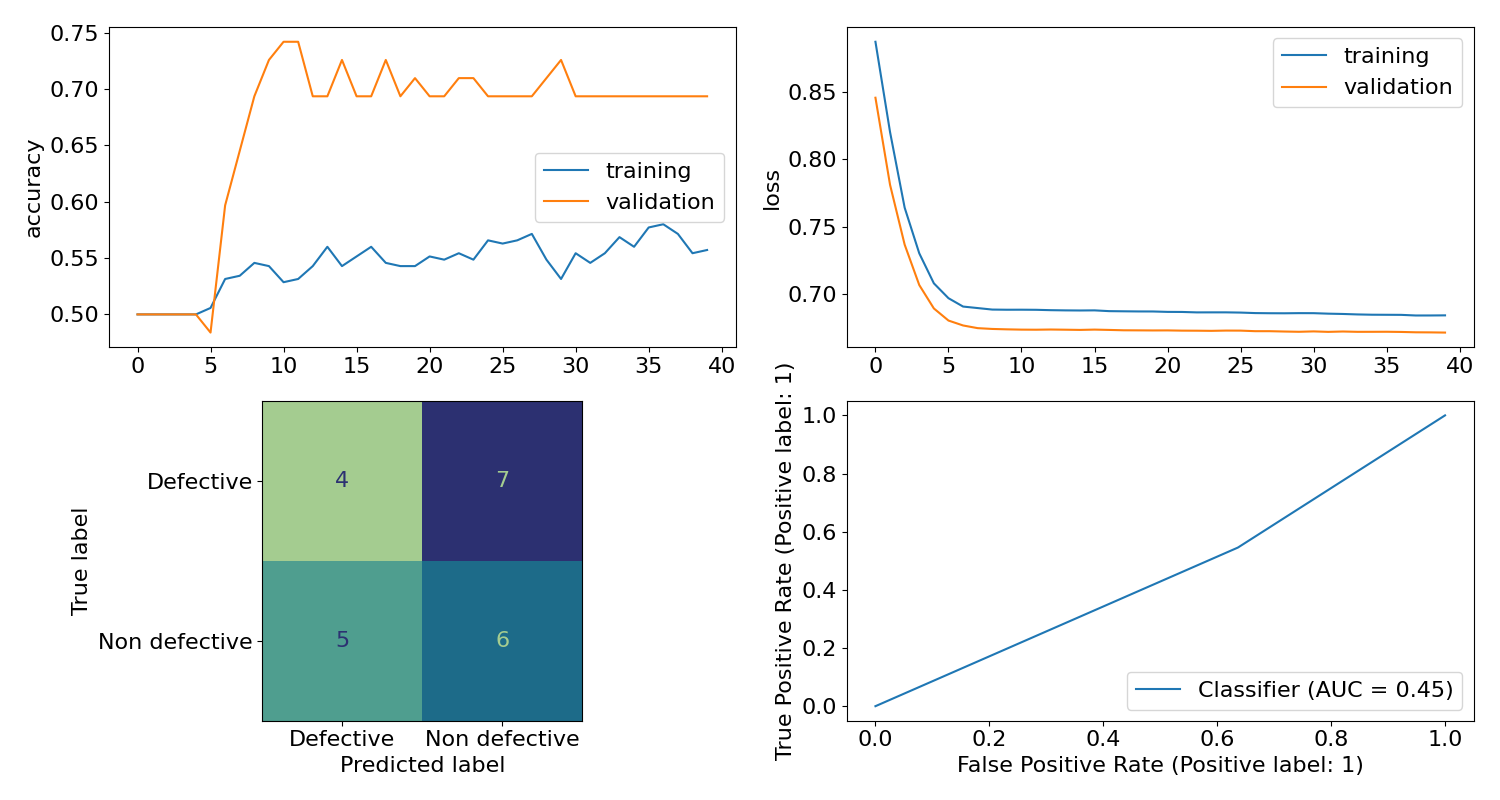 0.75
0.70
0.65
0.60
0.55
0.50
accuracy
training
validation
0 5 10 15 20 25 30 35 40
0.85
0.80
0.75
0.70
loss
training
validation
0 5 10 15 20 25 30 35 40
True label
Defective
4 7
Non defective
5 6
Defective Non defective
Predicted label
True Positive Rate (Positive label: 1)
1.0
0.8
0.6
0.4
0.2
0.0
Classifier (AUC = 0.45)
0.0 0.2 0.4 0.6 0.8 1.0
False Positive Rate (Positive label: 1)